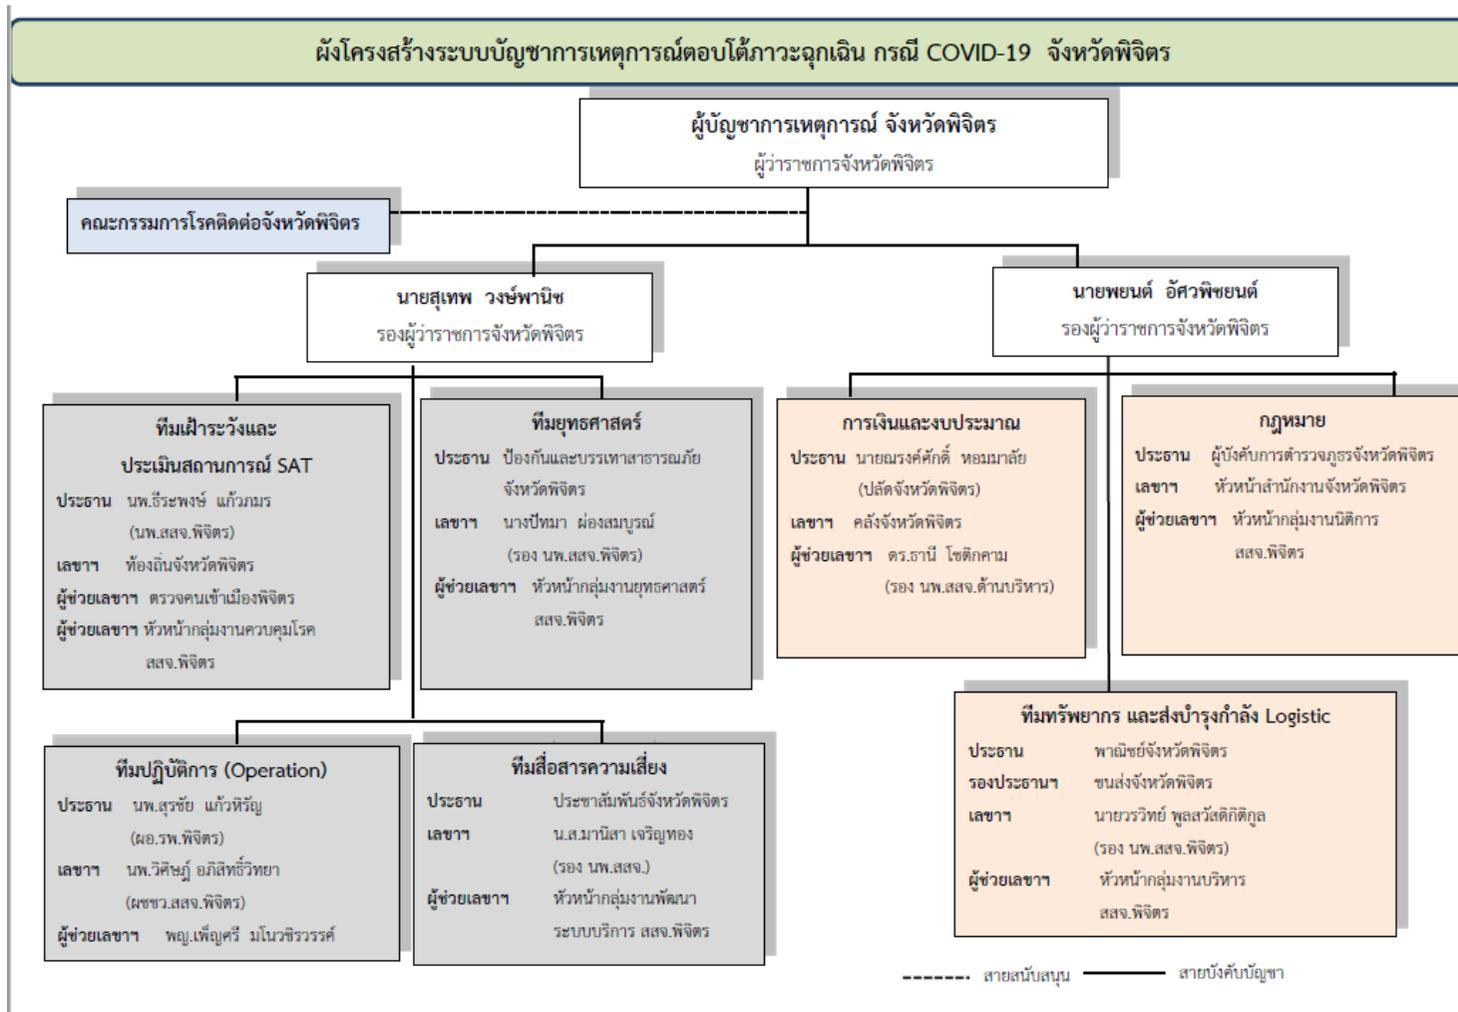 ผังโครงสร้างระบบบัญชาการเหตุการณ์ตอบโต้ภาวะฉุกเฉิน กรณี COVID-19 จังหวัดพิจิตร
ผู้บัญชาการเหตุการณ์ จังหวัดพิจิตร
ผู้ว่าราชการจังหวัดพิจิตร
คณะกรรมการโรคติดต่อจังหวัดพิจิตร
นายสุเทพ วงษ์พานิช
รองผู้ว่าราชการจังหวัดพิจิตร
นายพยนต์ อัศวพิชยนต์
รองผู้ว่าราชการจังหวัดพิจิตร
ทีมเฝ้าระวังและ
ประเมินสถานการณ์ SAT
ประธาน นพ.ธีระพงษ์ แก้วภมร
(นพ.สสจ.พิจิตร)
เลขาฯ ท้องถิ่นจังหวัดพิจิตร
ผู้ช่วยเลขาฯ ตรวจคนเข้าเมืองพิจิตร
ผู้ช่วยเลขาฯ หัวหน้ากลุ่มงานควบคุมโรค
สสจ.พิจิตร
ทีมยุทธศาสตร์
ประธาน ป้องกันและบรรเทาสาธารณภัย
จังหวัดพิจิตร
เลขาฯ นางปัทมา ผ่องสมบูรณ์
(รอง นพ.สสจ.พิจิตร)
ผู้ช่วยเลขาฯ หัวหน้ากลุ่มงานยุทธศาสตร์
สสจ.พิจิตร
การเงินและงบประมาณ
ประธาน นายณรงค์ศักดิ์ หอมมาลัย
(ปลัดจังหวัดพิจิตร)
เลขาฯ คลังจังหวัดพิจิตร
ผู้ช่วยเลขาฯ ดร.ธานี โชติกคาม
(รอง นพ.สสจ.ด้านบริหาร)
กฎหมาย
ประธาน ผู้บังคับการตำรวจภูธรจังหวัดพิจิตร
เลขาฯ หัวหน้าสำนักงานจังหวัดพิจิตร
ผู้ช่วยเลขาฯ หัวหน้ากลุ่มงานนิติการ
สสจ.พิจิตร
ทีมปฏิบัติการ (Operation)
ประธาน นพ.สุรชัย แก้วหิรัญ
(ผอ.รพ.พิจิตร)
เลขาฯ นพ.วิศิษฎ์ อภิสิทธิ์วิทยา
(ผชชว.สสจ.พิจิตร)
ผู้ช่วยเลขาฯ พญ.เพ็ญศรี มโนวชิรวรรค์
ทีมสื่อสารความเสี่ยง
ประธาน ประชาสัมพันธ์จังหวัดพิจิตร
เลขาฯ น.ส.มานิสา เจริญทอง
(รอง นพ.สสจ.)
ผู้ช่วยเลขาฯ หัวหน้ากลุ่มงานพัฒนา
ระบบบริการ สสจ.พิจิตร
ทีมทรัพยากร และส่งบำรุงกำลัง Logistic
ประธาน พาณิชย์จังหวัดพิจิตร
รองประธานฯ ขนส่งจังหวัดพิจิตร
เลขาฯ นายวรวิทย์ พูลสวัสดิกิติกูล
(รอง นพ.สสจ.พิจิตร)
ผู้ช่วยเลขาฯ หัวหน้ากลุ่มงานบริหาร
สสจ.พิจิตร
สายสนับสนุน สายบังคับบัญชา